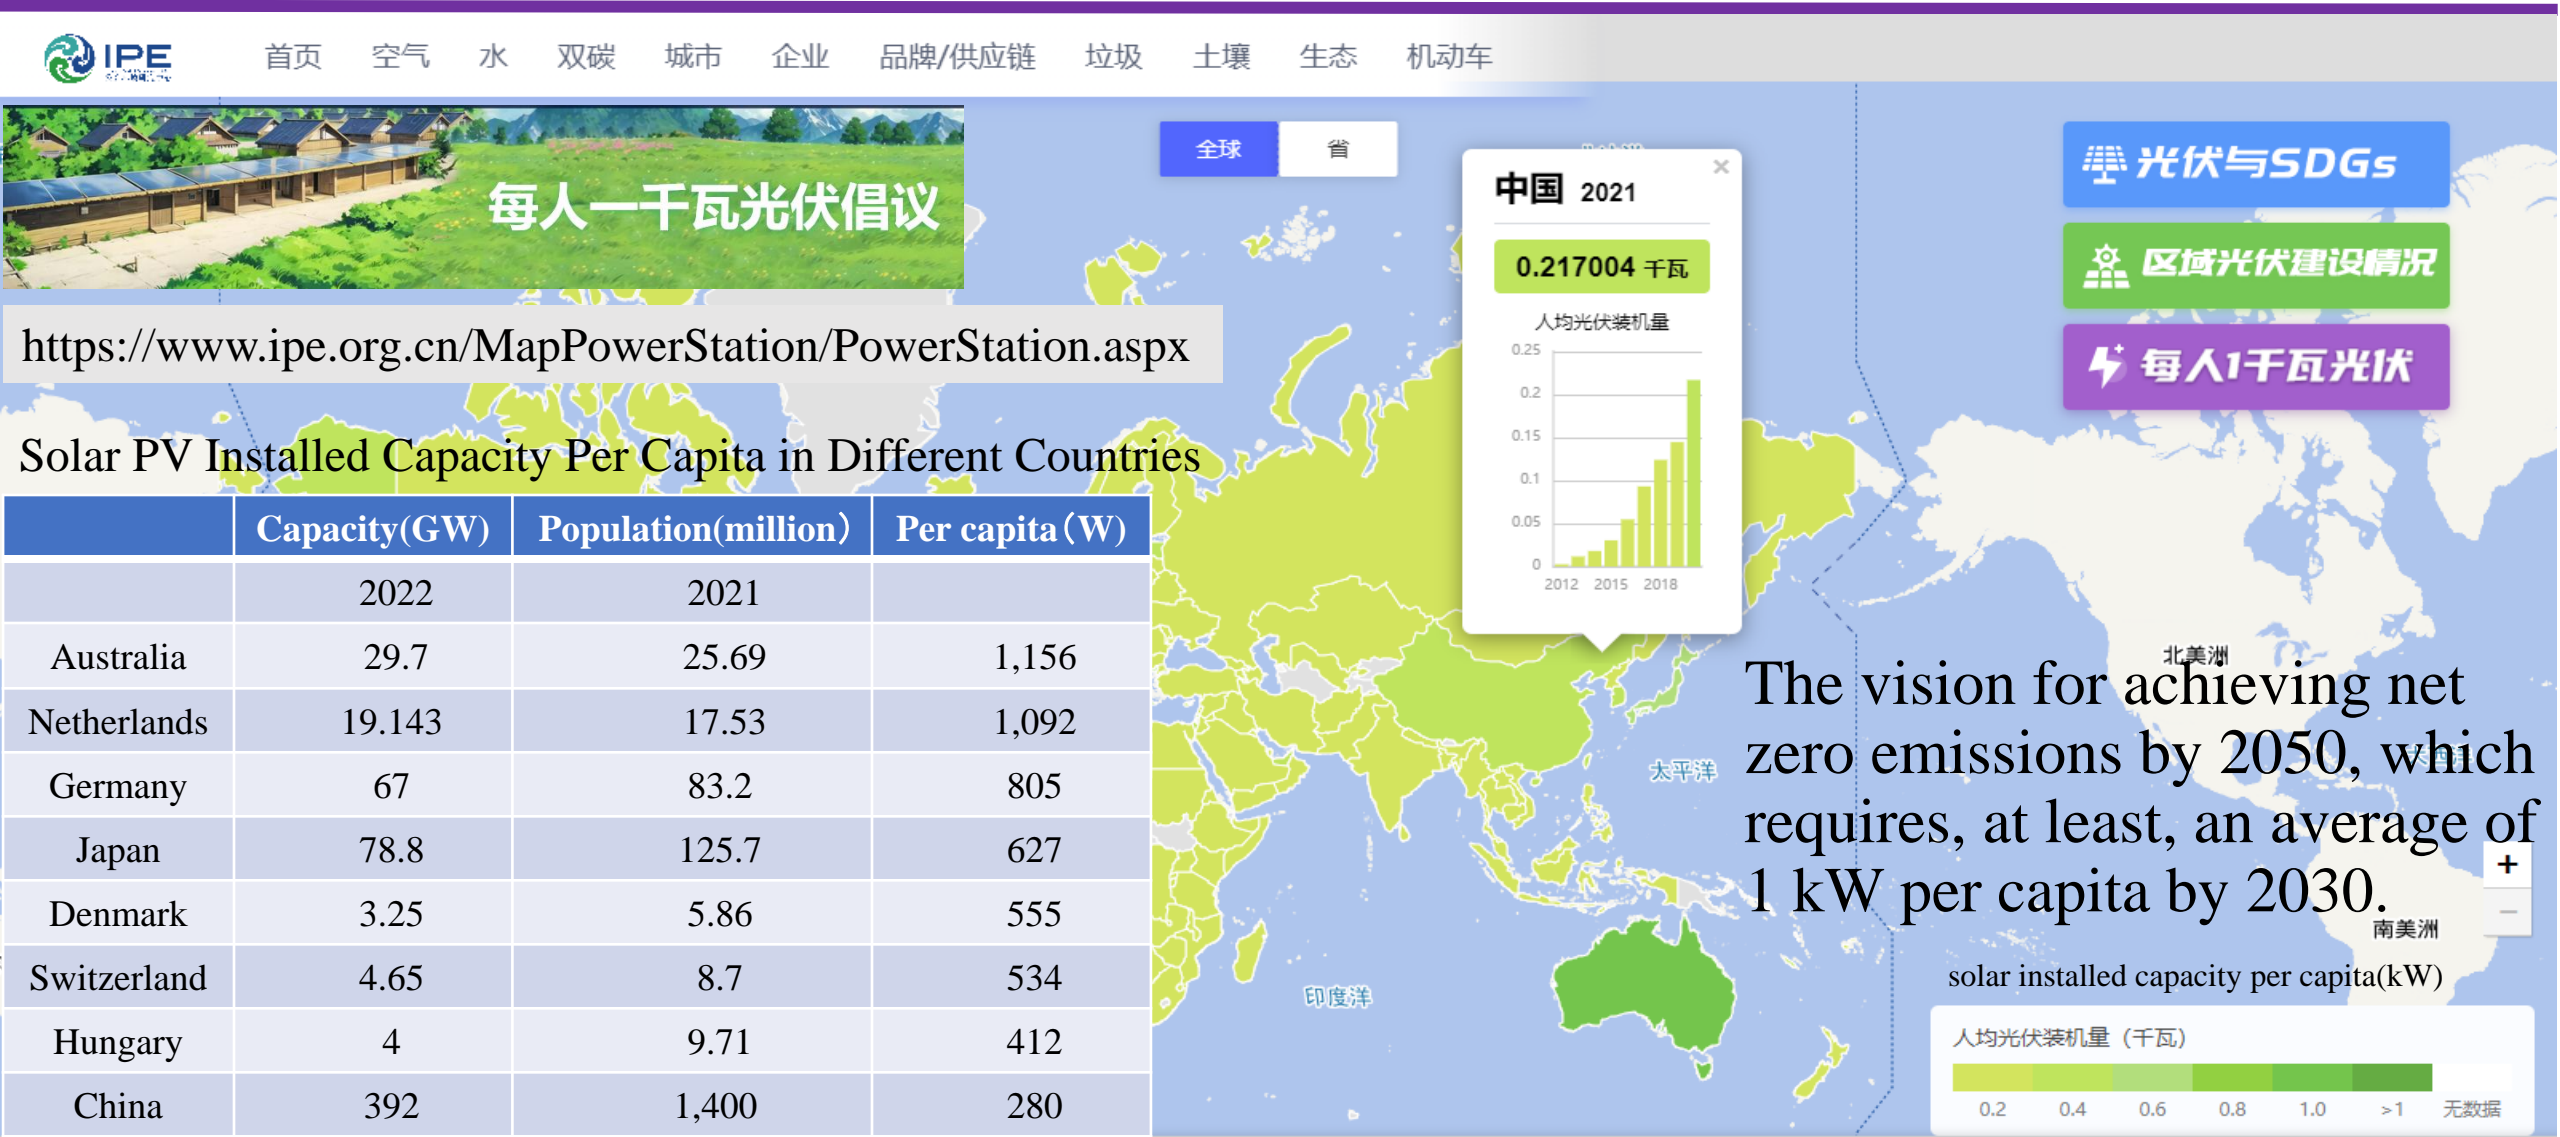 IPE
首页 空气 水 双碳 城市 企业 品牌/供应链 垃圾 土壤 生态 机动车
每人一千瓦光伏倡议
https://www.ipe.org.cn/MapPowerStation/PowerStation.aspx
全球 省
中国 2021 ×
0.217004 千瓦
人均光伏装机量
0.25
0.2
0.15
0.1
0.05
0
2012 2015 2018
光伏与SDGs
区域光伏建设情况
每人1千瓦光伏
Solar PV Installed Capacity Per Capita in Different Countries
Capacity(GW) Population(million） Per capita（W)
2022 2021
Australia 29.7 25.69 1,156
Netherlands 19.143 17.53 1,092
Germany 67 83.2 805
Japan 78.8 125.7 627
Denmark 3.25 5.86 555
Switzerland 4.65 8.7 534
Hungary 4 9.71 412
China 392 1,400 280
北美洲
太平洋
印度洋
南美洲
The vision for achieving net
zero emissions by 2050, which
requires, at least, an average of
1 kW per capita by 2030.
+
−
solar installed capacity per capita(kW)
人均光伏装机量（千瓦）
0.2 0.4 0.6 0.8 1.0 >1 无数据